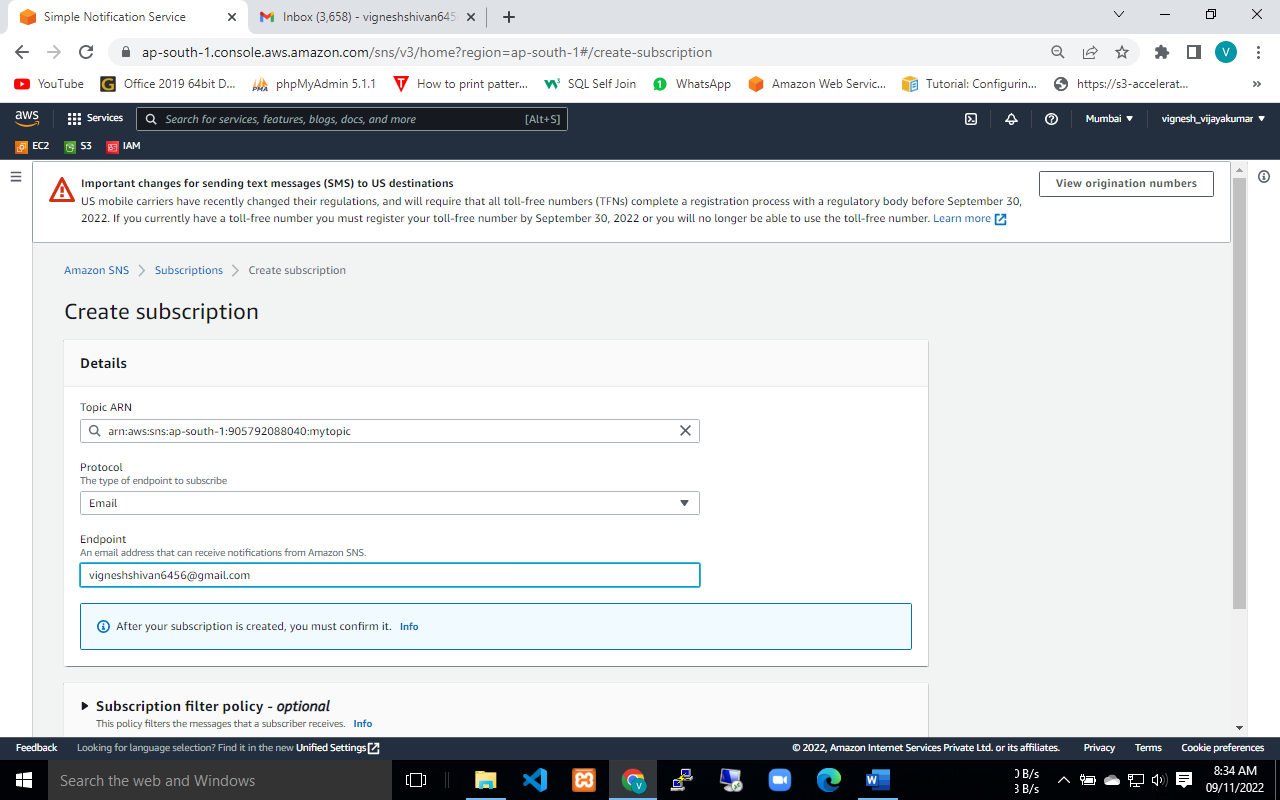 Simple Notification Service
Inbox (3,658) - vigneshshivan645
ap-south-1.console.aws.amazon.com/sns/v3/home?region=ap-south-1#/create-subscription
V
YouTube
Office 2019 64bit D...
phpMyAdmin 5.1.1
How to print patter...
SQL Self Join
WhatsApp
Amazon Web Servic...
Tutorial: Configurin...
https://s3-accelerat...
»
aws
Services
Search for services, features, blogs, docs, and more
[Alt+S]
Mumbai
vignesh_vijayakumar
EC2
S3
IAM
Important changes for sending text messages (SMS) to US destinations
US mobile carriers have recently changed their regulations, and will require that all toll-free numbers (TFNs) complete a registration process with a regulatory body before September 30,
2022. If you currently have a toll-free number you must register your toll-free number by September 30, 2022 or you will no longer be able to use the toll-free number. Learn more
View origination numbers
Amazon SNS
Subscriptions
Create subscription
Create subscription
Details
Topic ARN
arn:aws:sns:ap-south-1:905792088040:mytopic
Protocol
The type of endpoint to subscribe
Email
Endpoint
An email address that can receive notifications from Amazon SNS.
vigneshshivan6456@gmail.com
After your subscription is created, you must confirm it. Info
Subscription filter policy - optional
This policy filters the messages that a subscriber receives. Info
Feedback
Looking for language selection? Find it in the new Unified Settings
© 2022, Amazon Internet Services Private Ltd. or its affiliates.
Privacy
Terms
Cookie preferences
Search the web and Windows
8:34 AM
09/11/2022